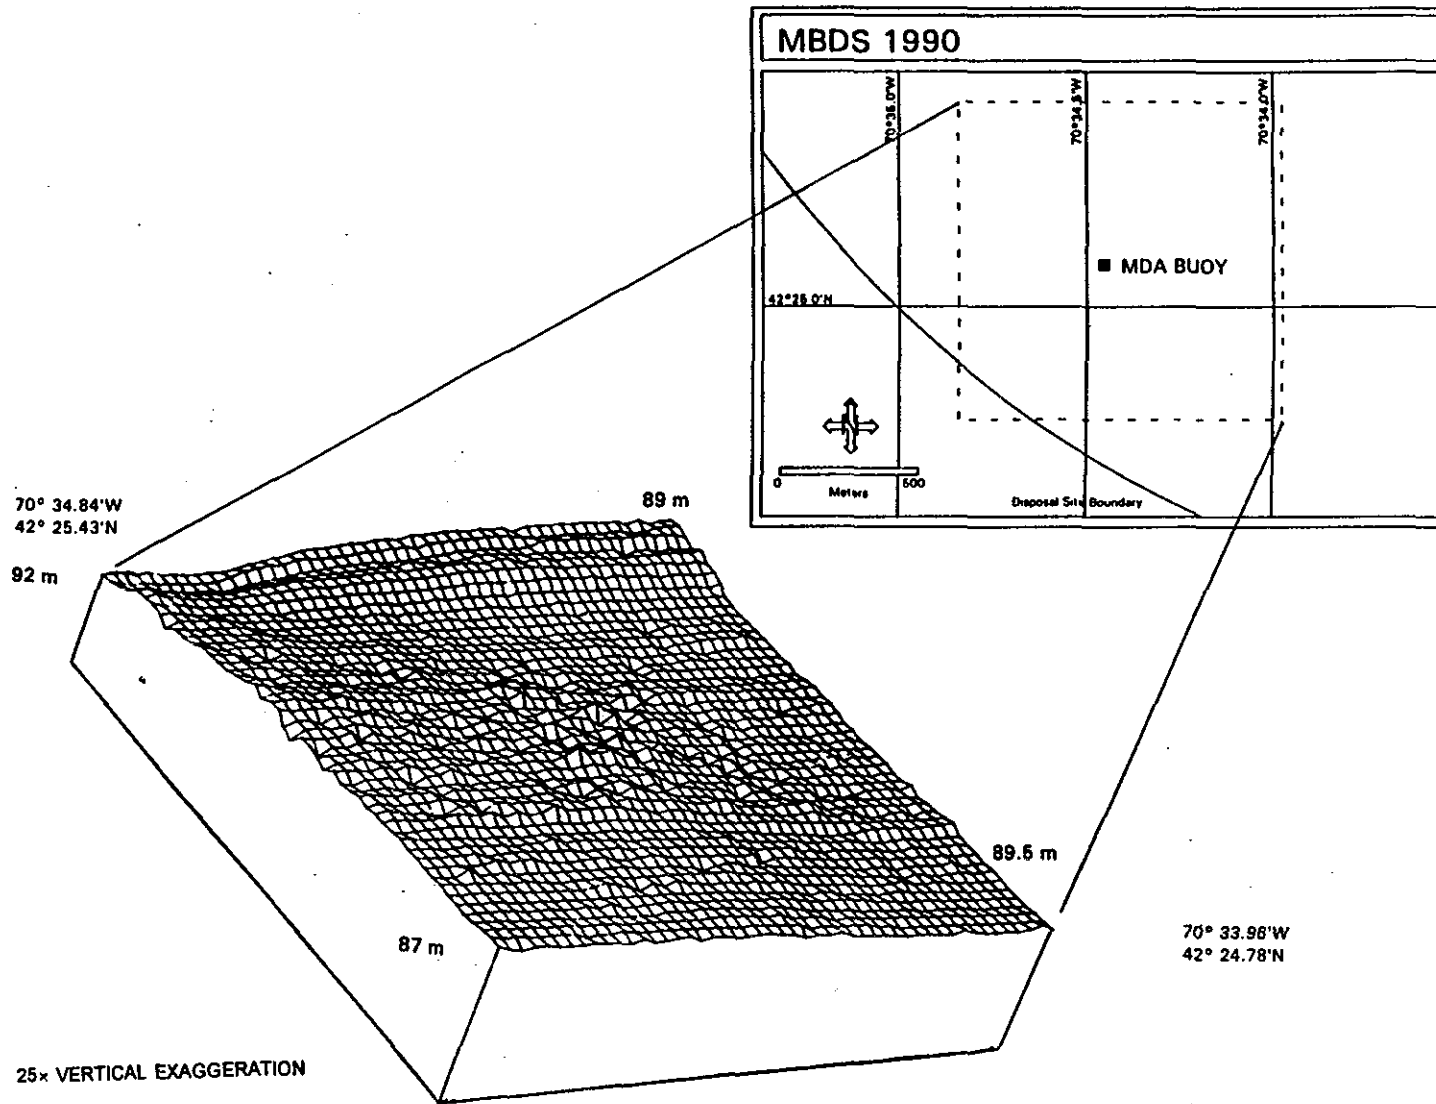 MBDS 1990
70°35.0'W
70°34.5'W
70°34.0'W
MDA BUOY
42°25.0'N
N
0
500
Meters
Disposal Site Boundary
70° 34.84'W
42° 25.43'N
92 m
89 m
89.5 m
87 m
70° 33.98'W
42° 24.78'N
25x VERTICAL EXAGGERATION